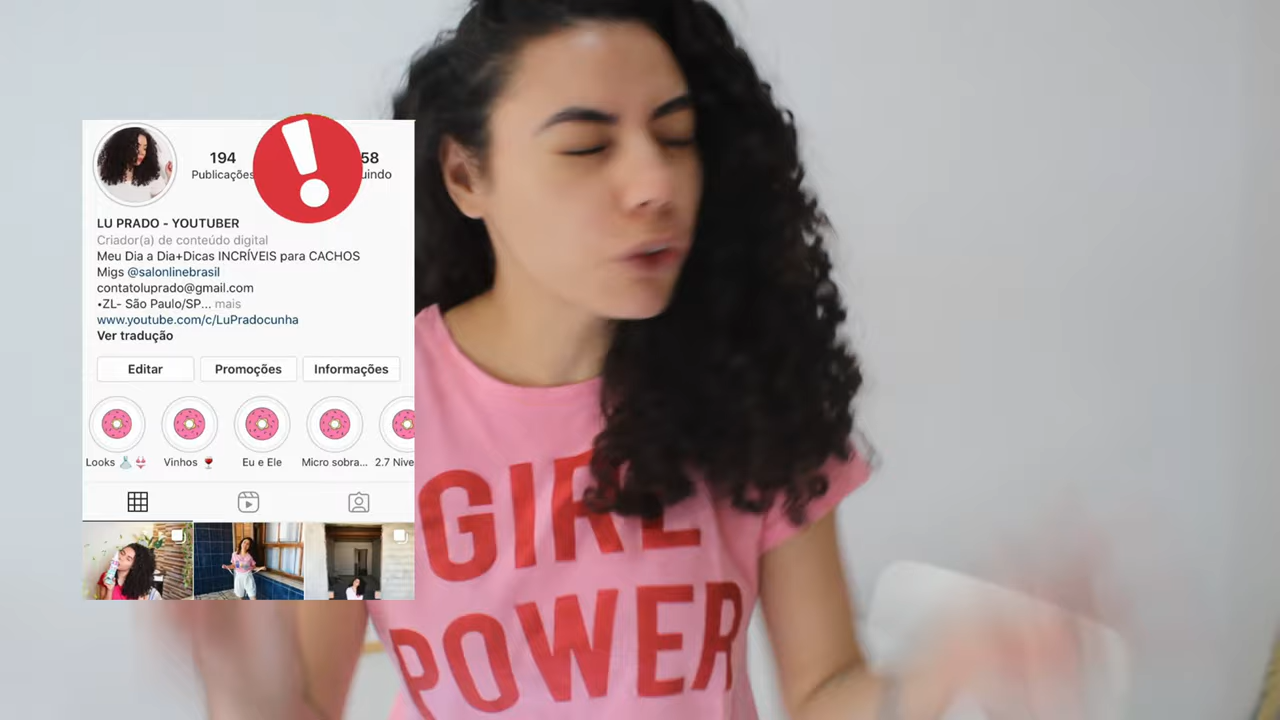 194
58
Publicações
uindo
LU PRADO - YOUTUBER
Criador(a) de conteúdo digital
Meu Dia a Dia+Dicas INCRÍVEIS para CACHOS
Migs @salonlinebrasil
contatoluprado@gmail.com
•ZL- São Paulo/SP... mais
www.youtube.com/c/LuPradocunha
Ver tradução
Editar Promoções Informações
Looks Vinhos Eu e Ele Micro sobra... 2.7 Nive
GIRL
POWER